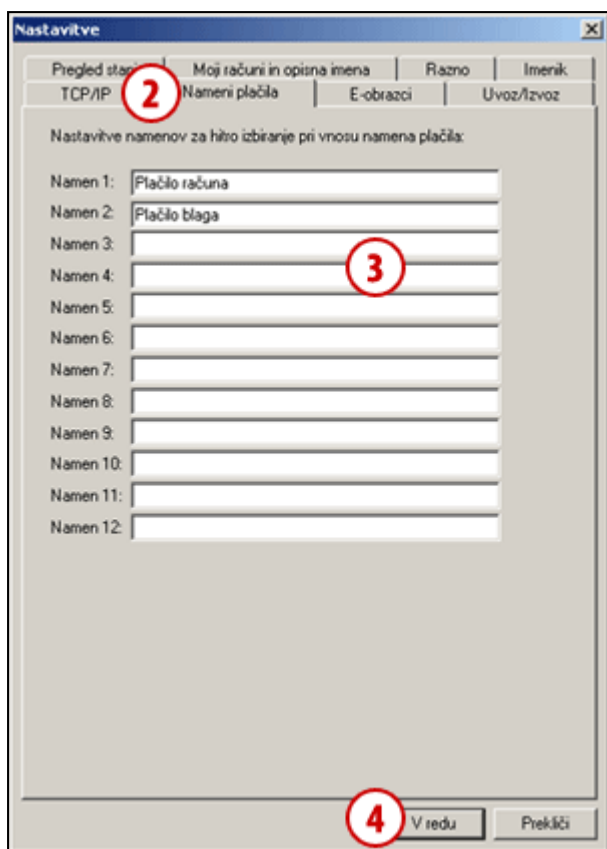 Nastavitve
Pregled stanj Moji računi in opisna imena Razno Imenik
TCP/IP 2 Nameni plačila E-obrazci Uvoz/Izvoz
Nastavitve namenov za hitro izbiranje pri vnosu namena plačila:
Namen 1: Plačilo računa
Namen 2: Plačilo blaga
Namen 3:
3
Namen 4:
Namen 5:
Namen 6:
Namen 7:
Namen 8:
Namen 9:
Namen 10:
Namen 11:
Namen 12:
4 V redu Prekliči